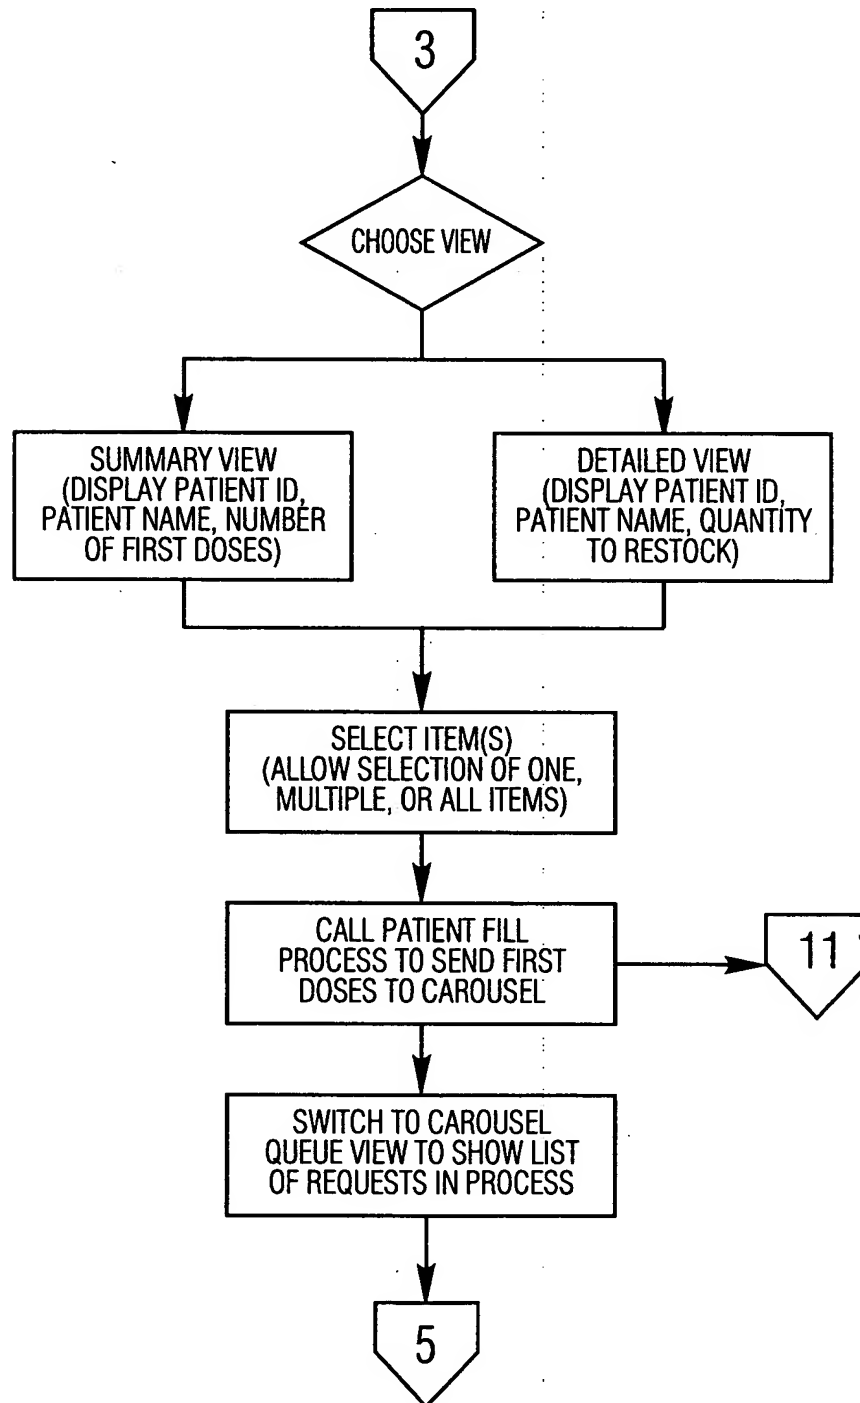 3
CHOOSE VIEW
SUMMARY VIEW
(DISPLAY PATIENT ID,
PATIENT NAME, NUMBER
OF FIRST DOSES)
DETAILED VIEW
(DISPLAY PATIENT ID,
PATIENT NAME, QUANTITY
TO RESTOCK)
SELECT ITEM(S)
(ALLOW SELECTION OF ONE,
MULTIPLE, OR ALL ITEMS)
CALL PATIENT FILL
PROCESS TO SEND FIRST
DOSES TO CAROUSEL
11
SWITCH TO CAROUSEL
QUEUE VIEW TO SHOW LIST
OF REQUESTS IN PROCESS
5